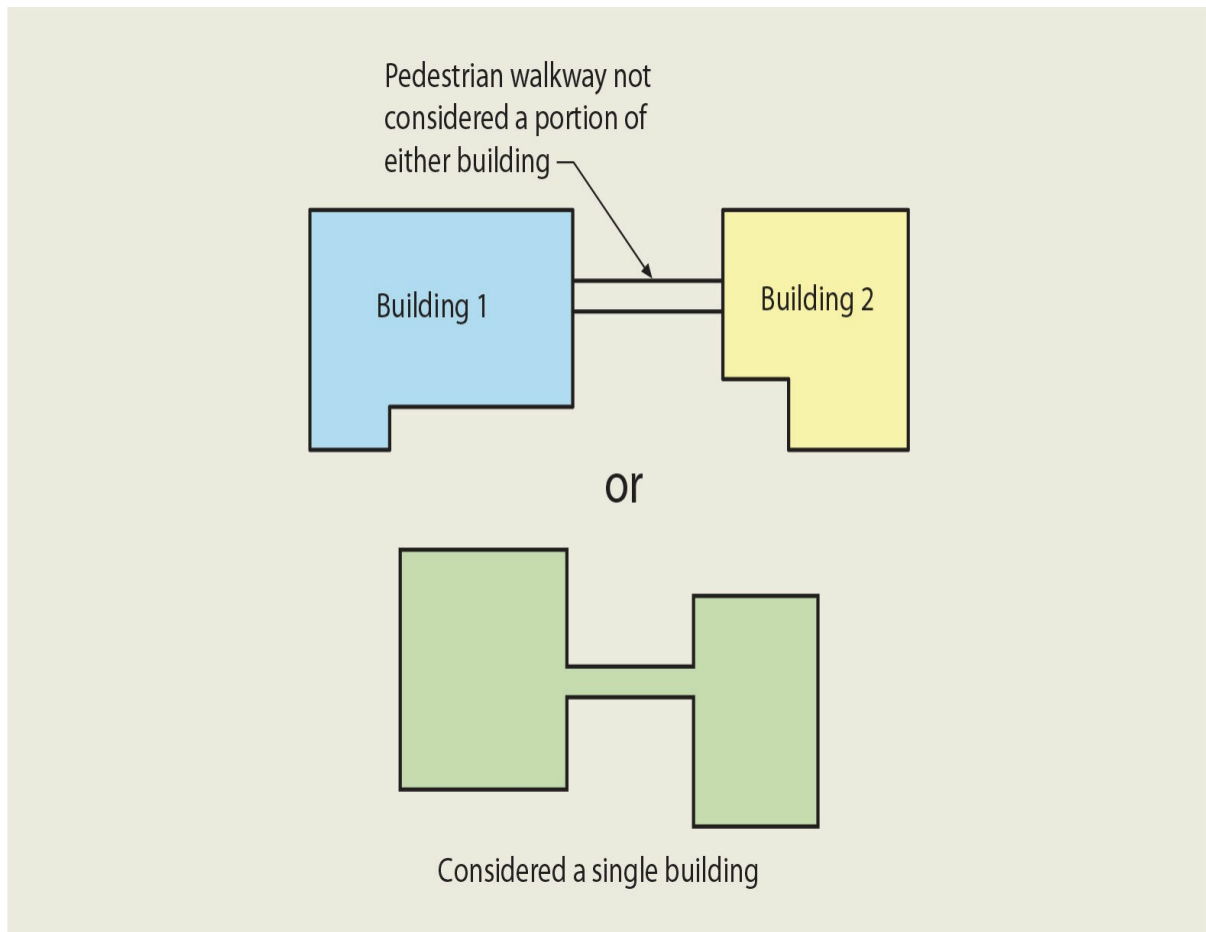 Pedestrian walkway not
considered a portion of
either building
Building 1
Building 2
or
Considered a single building